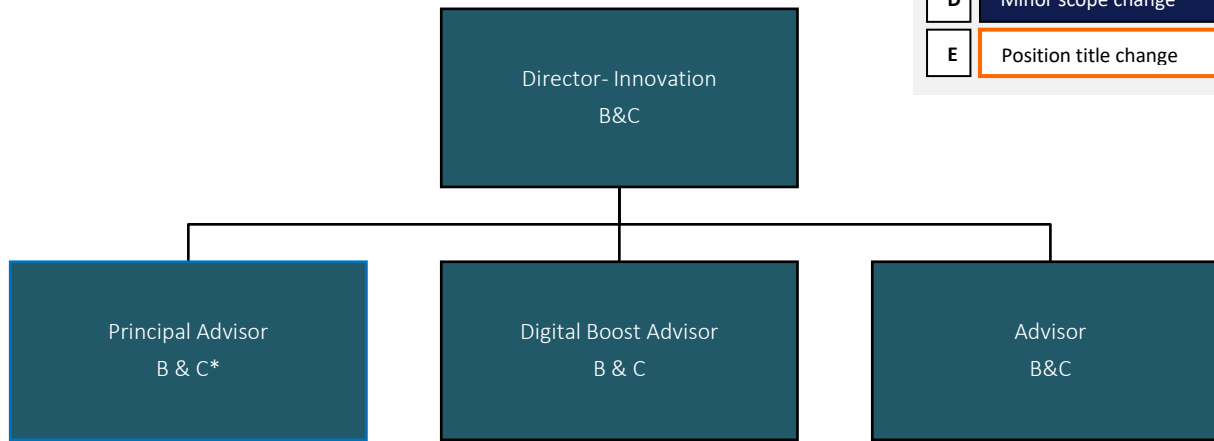 D Minor scope change
E Position title change
Director- Innovation
B&C
Principal Advisor
B & C*
Digital Boost Advisor
B & C
Advisor
B&C